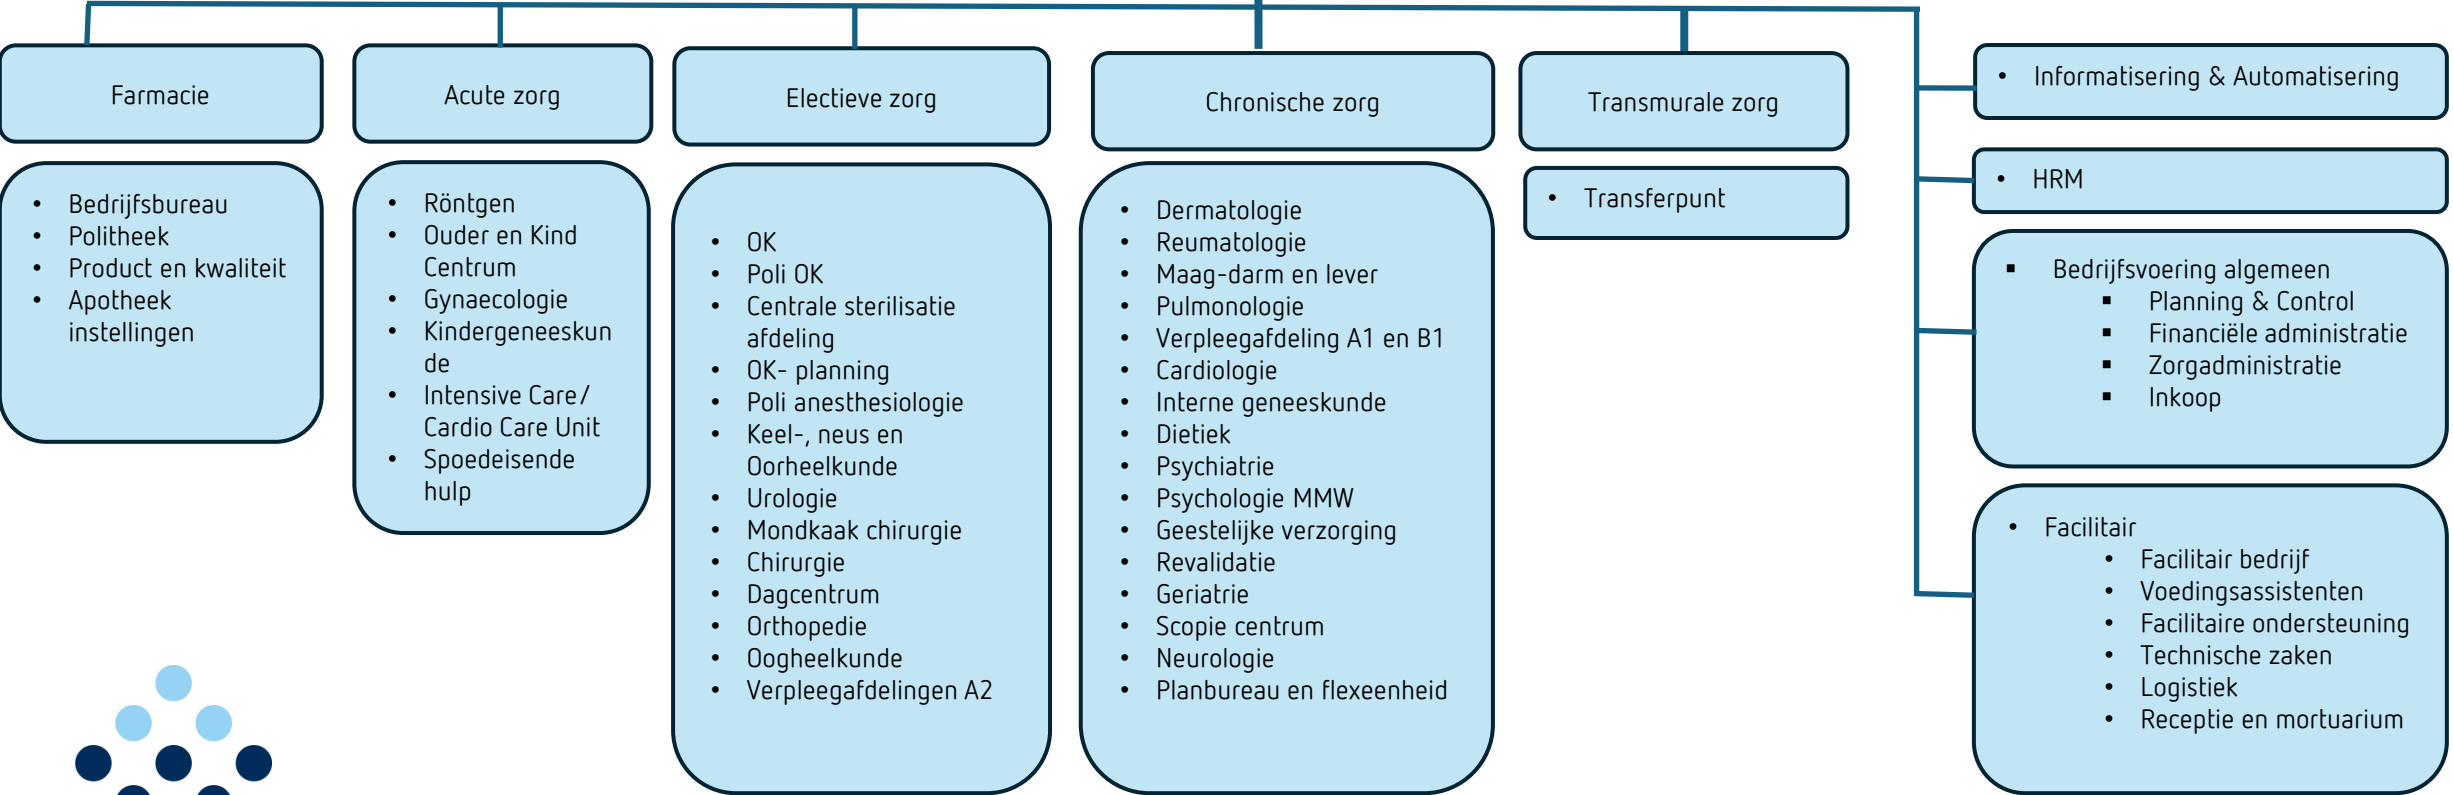 Farmacie
Bedrijfsbureau
Politheek
Product en kwaliteit
Apotheek
instellingen
Acute zorg
Röntgen
Ouder en Kind
Centrum
Gynaecologie
Kindergeneeskun
de
Intensive Care/
Cardio Care Unit
Spoedeisende
hulp
Electieve zorg
OK
Poli OK
Centrale sterilisatie
afdeling
OK- planning
Poli anesthesiologie
Keel-, neus en
Oorheelkunde
Urologie
Mondkaak chirurgie
Chirurgie
Dagcentrum
Orthopedie
Oogheelkunde
Verpleegafdelingen A2
Chronische zorg
Dermatologie
Reumatologie
Maag-darm en lever
Pulmonologie
Verpleegafdeling A1 en B1
Cardiologie
Interne geneeskunde
Dietiek
Psychiatrie
Psychologie MMW
Geestelijke verzorging
Revalidatie
Geriatrie
Scopie centrum
Neurologie
Planbureau en flexeenheid
Transmurale zorg
Transferpunt
Informatisering & Automatisering
HRM
Bedrijfsvoering algemeen
Planning & Control
Financiële administratie
Zorgadministratie
Inkoop
Facilitair
Facilitair bedrijf
Voedingsassistenten
Facilitaire ondersteuning
Technische zaken
Logistiek
Receptie en mortuarium